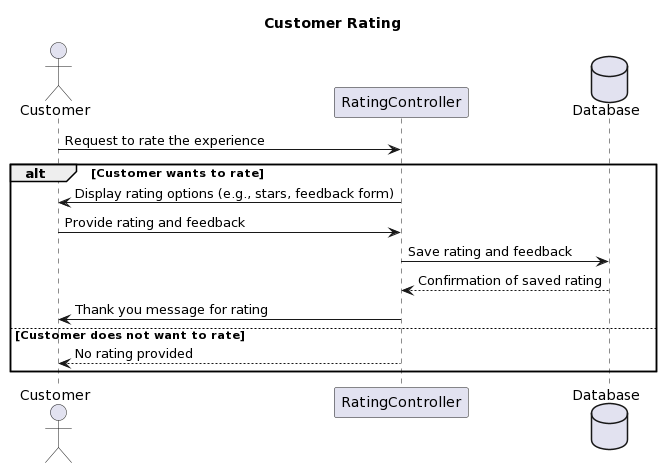 Customer Rating
Customer
RatingController
Database
Request to rate the experience
alt
[Customer wants to rate]
Display rating options (e.g., stars, feedback form)
Provide rating and feedback
Save rating and feedback
Confirmation of saved rating
Thank you message for rating
[Customer does not want to rate]
No rating provided
Customer
RatingController
Database